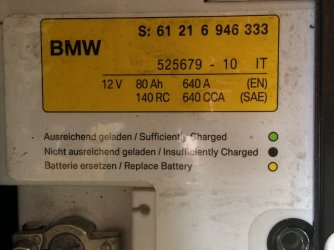 S: 61 21 6 946 333
BMW
525679 - 10 IT
12 V 80 Ah 640 A (EN)
140 RC 640 CCA (SAE)
Ausreichend geladen / Sufficiently Charged
Nicht ausreichend geladen / Insufficiently Charged
Batterie ersetzen / Replace Battery